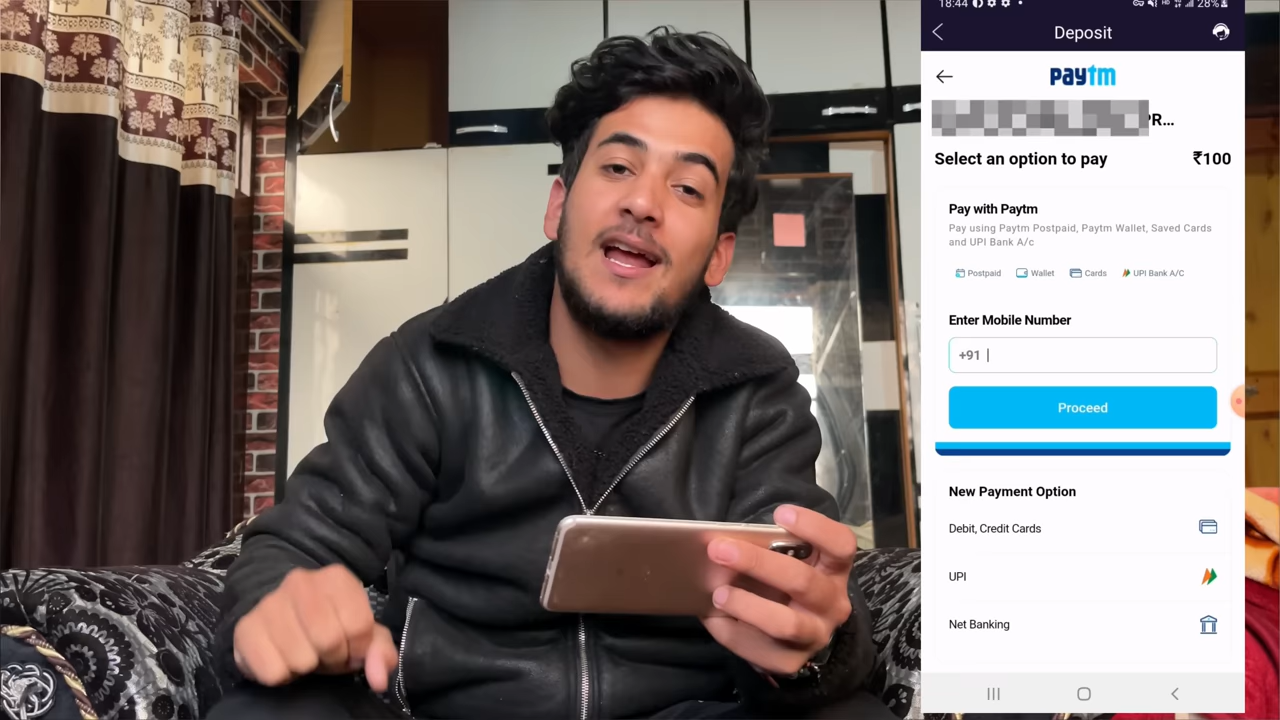 18:44
28%
Deposit
paytm
PR...
Select an option to pay
₹100
Pay with Paytm
Pay using Paytm Postpaid, Paytm Wallet, Saved Cards
and UPI Bank A/c
Postpaid
Wallet
Cards
UPI Bank A/C
Enter Mobile Number
+91
Proceed
New Payment Option
Debit, Credit Cards
UPI
Net Banking